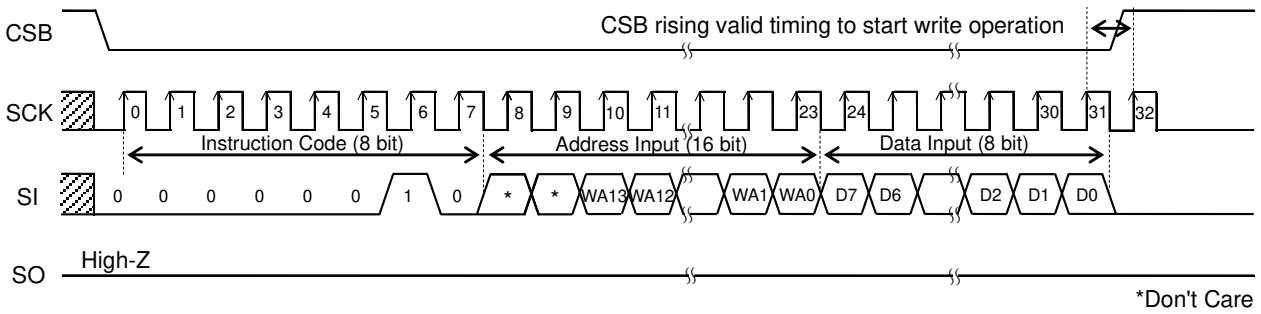 CSB
CSB rising valid timing to start write operation
SCK 0 1 2 3 4 5 6 7 8 9 10 11 23 24 30 31 32
Instruction Code (8 bit) Address Input (16 bit) Data Input (8 bit)
SI 0 0 0 0 0 0 1 0 * * WA13 WA12 WA1 WA0 D7 D6 D2 D1 D0
High-Z
SO
*Don't Care